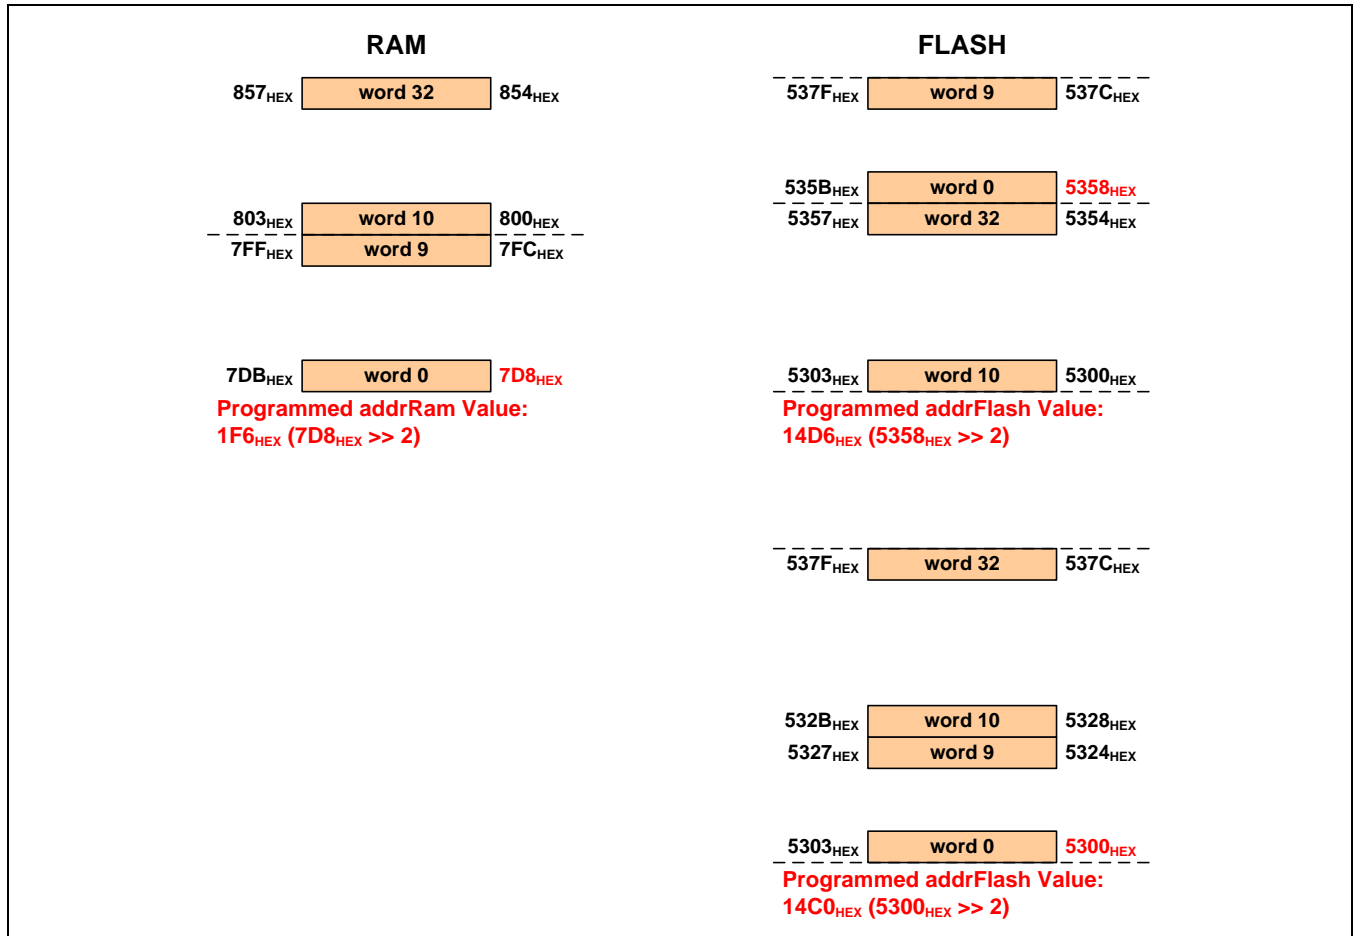 RAM
857HEX word 32 854HEX
803HEX word 10 800HEX
7FFHEX word 9 7FCHEX
7DBHEX word 0 7D8HEX
Programmed addrRam Value:
1F6HEX (7D8HEX >> 2)
FLASH
537FHEX word 9 537CHEX
535BHEX word 0 5358HEX
5357HEX word 32 5354HEX
5303HEX word 10 5300HEX
Programmed addrFlash Value:
14D6HEX (5358HEX >> 2)
537FHEX word 32 537CHEX
532BHEX word 10 5328HEX
5327HEX word 9 5324HEX
5303HEX word 0 5300HEX
Programmed addrFlash Value:
14C0HEX (5300HEX >> 2)